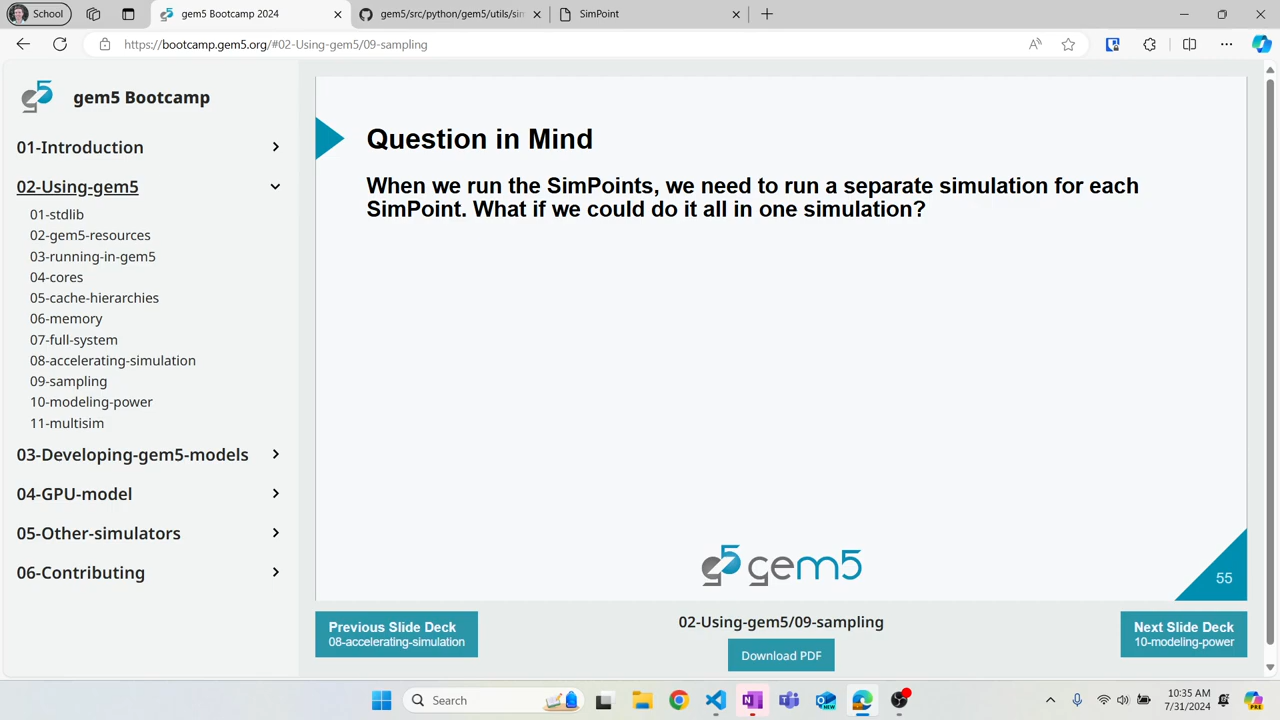 School
gem5 Bootcamp 2024
gem5/src/python/gem5/utils/sim
SimPoint
https://bootcamp.gem5.org/#02-Using-gem5/09-sampling
gem5 Bootcamp
01-Introduction
02-Using-gem5
01-stdlib
02-gem5-resources
03-running-in-gem5
04-cores
05-cache-hierarchies
06-memory
07-full-system
08-accelerating-simulation
09-sampling
10-modeling-power
11-multisim
03-Developing-gem5-models
04-GPU-model
05-Other-simulators
06-Contributing
Question in Mind
When we run the SimPoints, we need to run a separate simulation for each
SimPoint. What if we could do it all in one simulation?
gem5
55
Previous Slide Deck
08-accelerating-simulation
02-Using-gem5/09-sampling
Download PDF
Next Slide Deck
10-modeling-power
Search
10:35 AM
7/31/2024
PRE